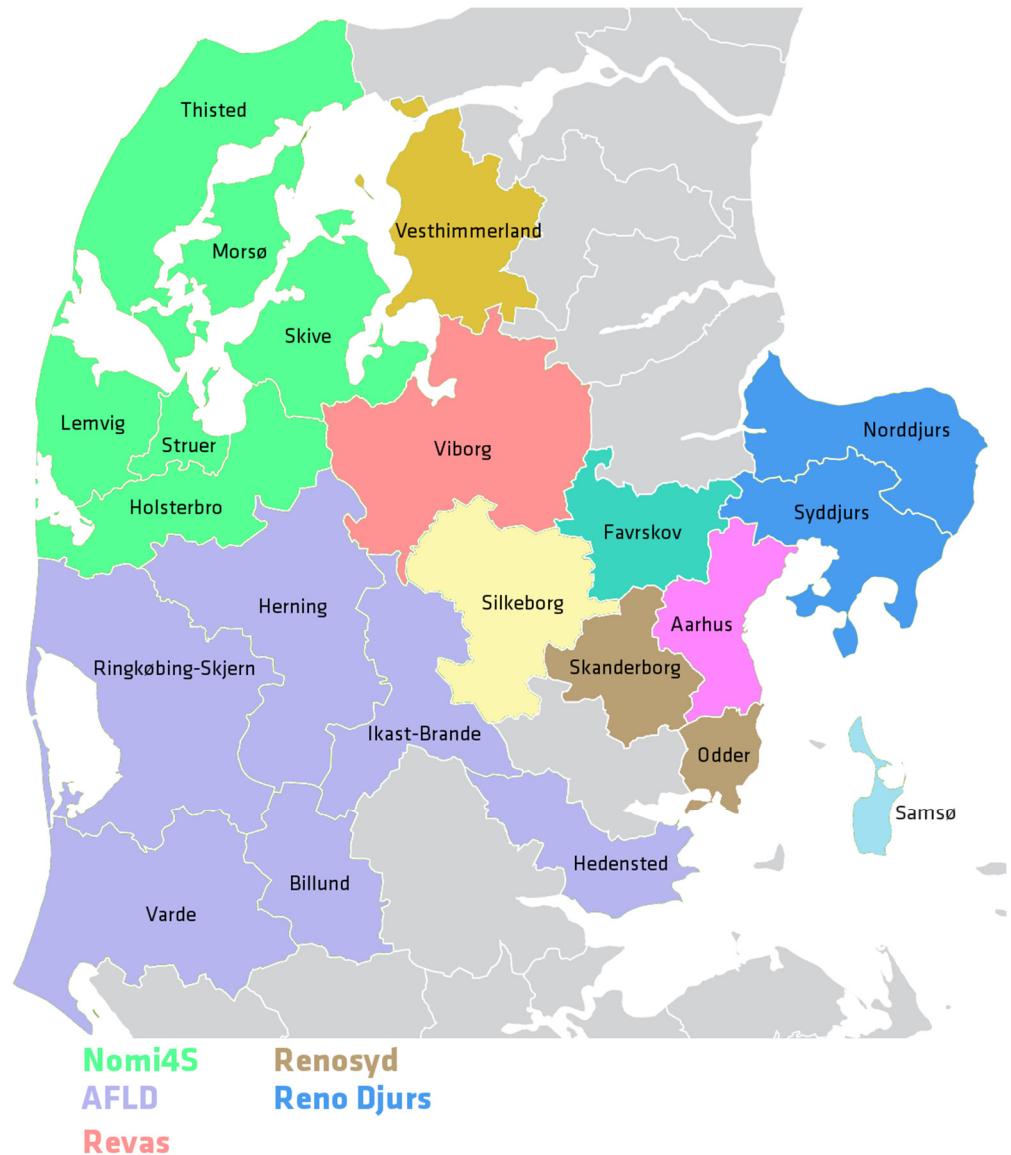 Thisted
Vesthimmerland
Morsø
Skive
Lemvig
Struer
Viborg
Norddjurs
Holsterbro
Syddjurs
Favrskov
Herning
Silkeborg
Aarhus
Ringkøbing-Skjern
Skanderborg
Ikast-Brande
Odder
Samsø
Hedensted
Billund
Varde
Nomi4S
Renosyd
AFLD
Reno Djurs
Revas